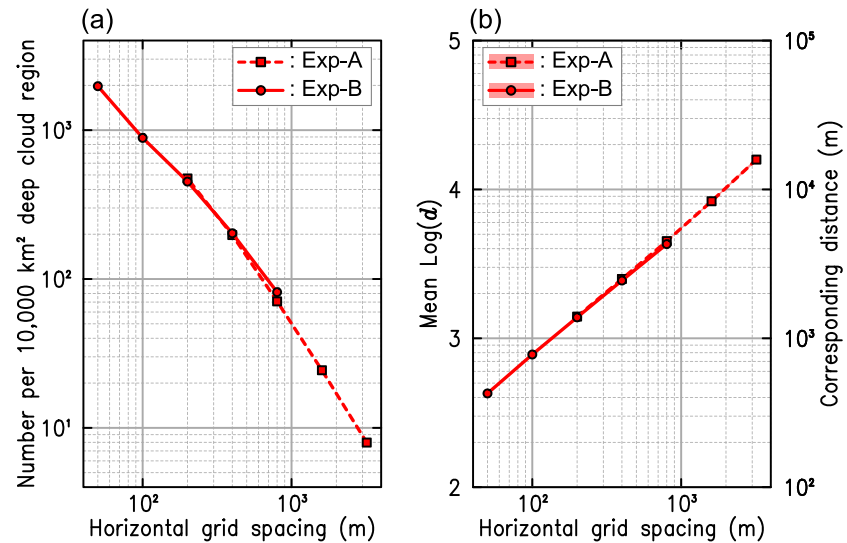 (a)
Number per 10,000 km² deep cloud region
10³
10²
10¹
: Exp-A
: Exp-B
10²
10³
Horizontal grid spacing (m)
(b)
Mean Log(d)
5
4
3
2
: Exp-A
: Exp-B
10²
10³
Horizontal grid spacing (m)
10⁵
10⁴
10³
10²
Corresponding distance (m)